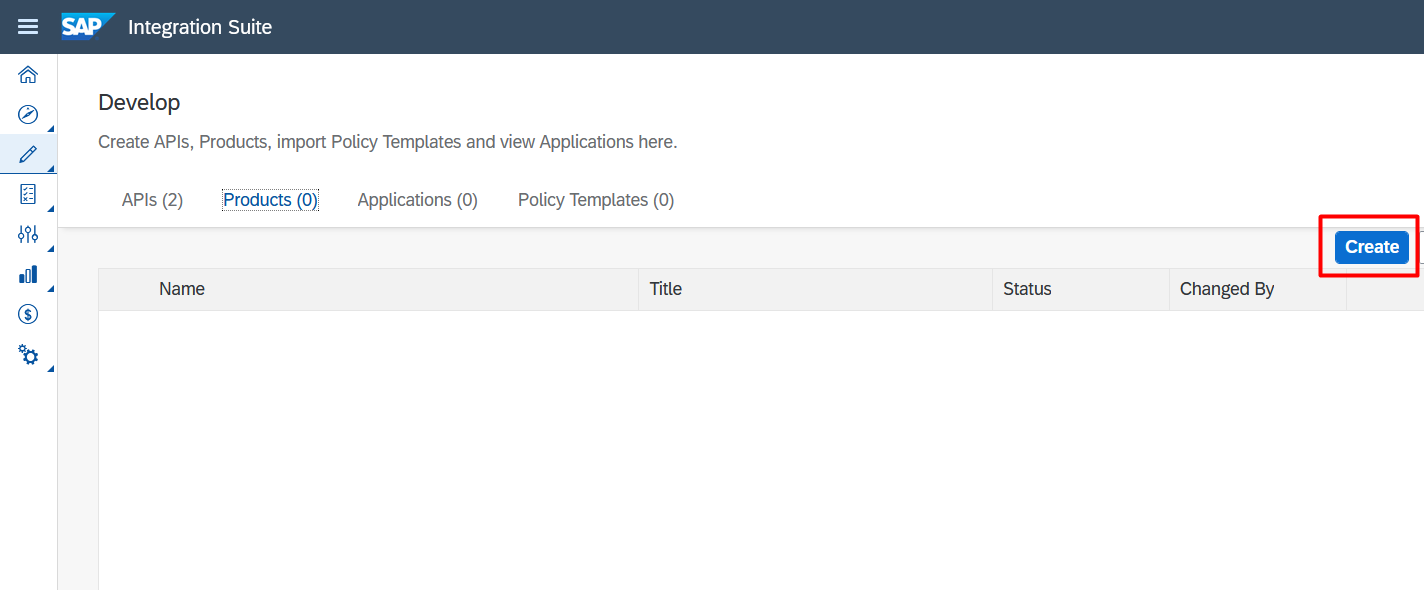 SAP Integration Suite
Develop
Create APIs, Products, import Policy Templates and view Applications here.
APIs (2) Products (0) Applications (0) Policy Templates (0)
Create
Name Title Status Changed By
$